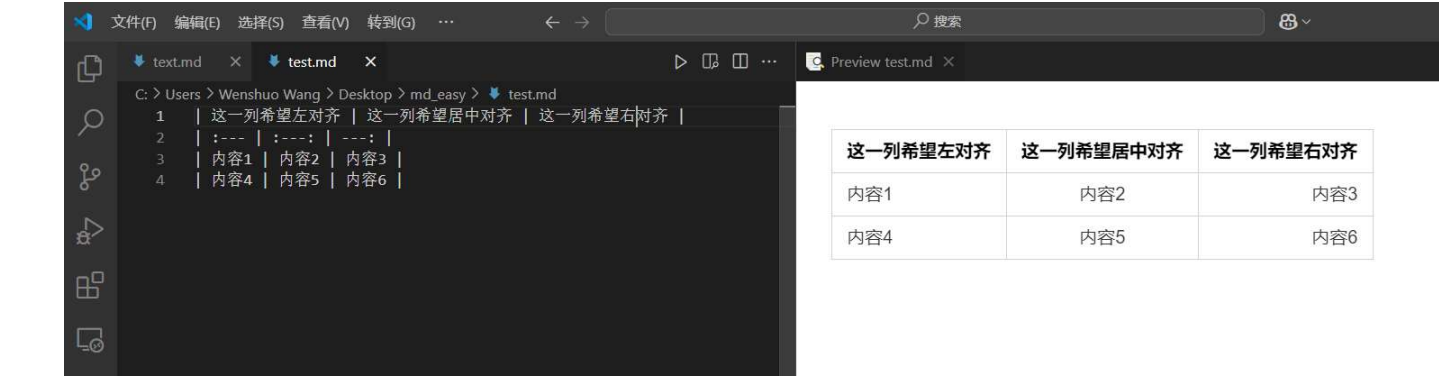 文件(F) 编辑(E) 选择(S) 查看(V) 转到(G) ··· ← → 搜索
text.md × test.md × ··· Preview test.md ×
C: > Users > Wenshuo Wang > Desktop > md_easy > test.md
1 | 这一列希望左对齐 | 这一列希望居中对齐 | 这一列希望右对齐 |
2 | :--- | :---: | ---: |
3 | 内容1 | 内容2 | 内容3 |
4 | 内容4 | 内容5 | 内容6 |
这一列希望左对齐 这一列希望居中对齐 这一列希望右对齐
内容1 内容2 内容3
内容4 内容5 内容6